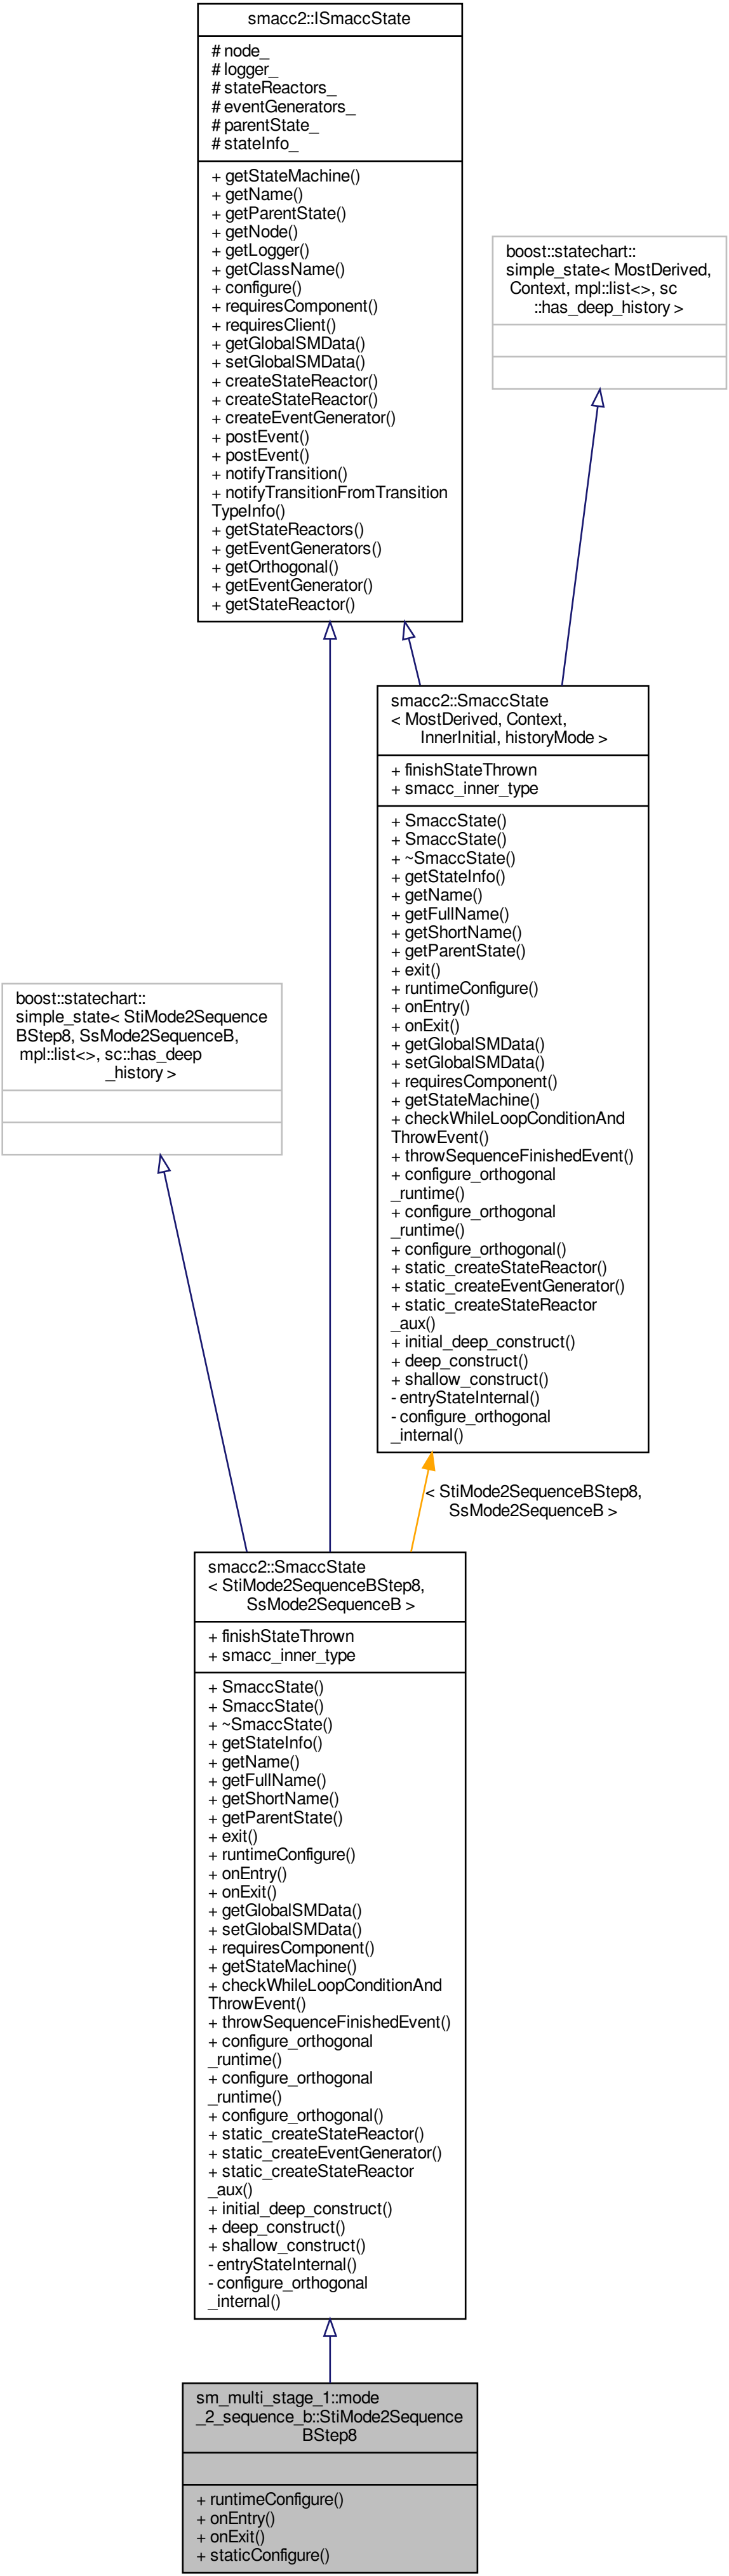 smacc2::ISmaccState
# node_
# logger_
# stateReactors_
# eventGenerators_
# parentState_
# stateInfo_
+ getStateMachine()
+ getName()
+ getParentState()
+ getNode()
+ getLogger()
+ getClassName()
+ configure()
+ requiresComponent()
+ requiresClient()
+ getGlobalSMData()
+ setGlobalSMData()
+ createStateReactor()
+ createStateReactor()
+ createEventGenerator()
+ postEvent()
+ postEvent()
+ notifyTransition()
+ notifyTransitionFromTransition
TypeInfo()
+ getStateReactors()
+ getEventGenerators()
+ getOrthogonal()
+ getEventGenerator()
+ getStateReactor()
boost::statechart::
simple_state< MostDerived,
Context, mpl::list<>, sc
::has_deep_history >
smacc2::SmaccState
< MostDerived, Context,
InnerInitial, historyMode >
+ finishStateThrown
+ smacc_inner_type
+ SmaccState()
+ SmaccState()
+ ~SmaccState()
+ getStateInfo()
+ getName()
+ getFullName()
+ getShortName()
+ getParentState()
+ exit()
+ runtimeConfigure()
+ onEntry()
+ onExit()
+ getGlobalSMData()
+ setGlobalSMData()
+ requiresComponent()
+ getStateMachine()
+ checkWhileLoopConditionAnd
ThrowEvent()
+ throwSequenceFinishedEvent()
+ configure_orthogonal
_runtime()
+ configure_orthogonal
_runtime()
+ configure_orthogonal()
+ static_createStateReactor()
+ static_createEventGenerator()
+ static_createStateReactor
_aux()
+ initial_deep_construct()
+ deep_construct()
+ shallow_construct()
- entryStateInternal()
- configure_orthogonal
_internal()
boost::statechart::
simple_state< StiMode2Sequence
BStep8, SsMode2SequenceB,
mpl::list<>, sc::has_deep
_history >
< StiMode2SequenceBStep8,
SsMode2SequenceB >
smacc2::SmaccState
< StiMode2SequenceBStep8,
SsMode2SequenceB >
+ finishStateThrown
+ smacc_inner_type
+ SmaccState()
+ SmaccState()
+ ~SmaccState()
+ getStateInfo()
+ getName()
+ getFullName()
+ getShortName()
+ getParentState()
+ exit()
+ runtimeConfigure()
+ onEntry()
+ onExit()
+ getGlobalSMData()
+ setGlobalSMData()
+ requiresComponent()
+ getStateMachine()
+ checkWhileLoopConditionAnd
ThrowEvent()
+ throwSequenceFinishedEvent()
+ configure_orthogonal
_runtime()
+ configure_orthogonal
_runtime()
+ configure_orthogonal()
+ static_createStateReactor()
+ static_createEventGenerator()
+ static_createStateReactor
_aux()
+ initial_deep_construct()
+ deep_construct()
+ shallow_construct()
- entryStateInternal()
- configure_orthogonal
_internal()
sm_multi_stage_1::mode
_2_sequence_b::StiMode2Sequence
BStep8
+ runtimeConfigure()
+ onEntry()
+ onExit()
+ staticConfigure()